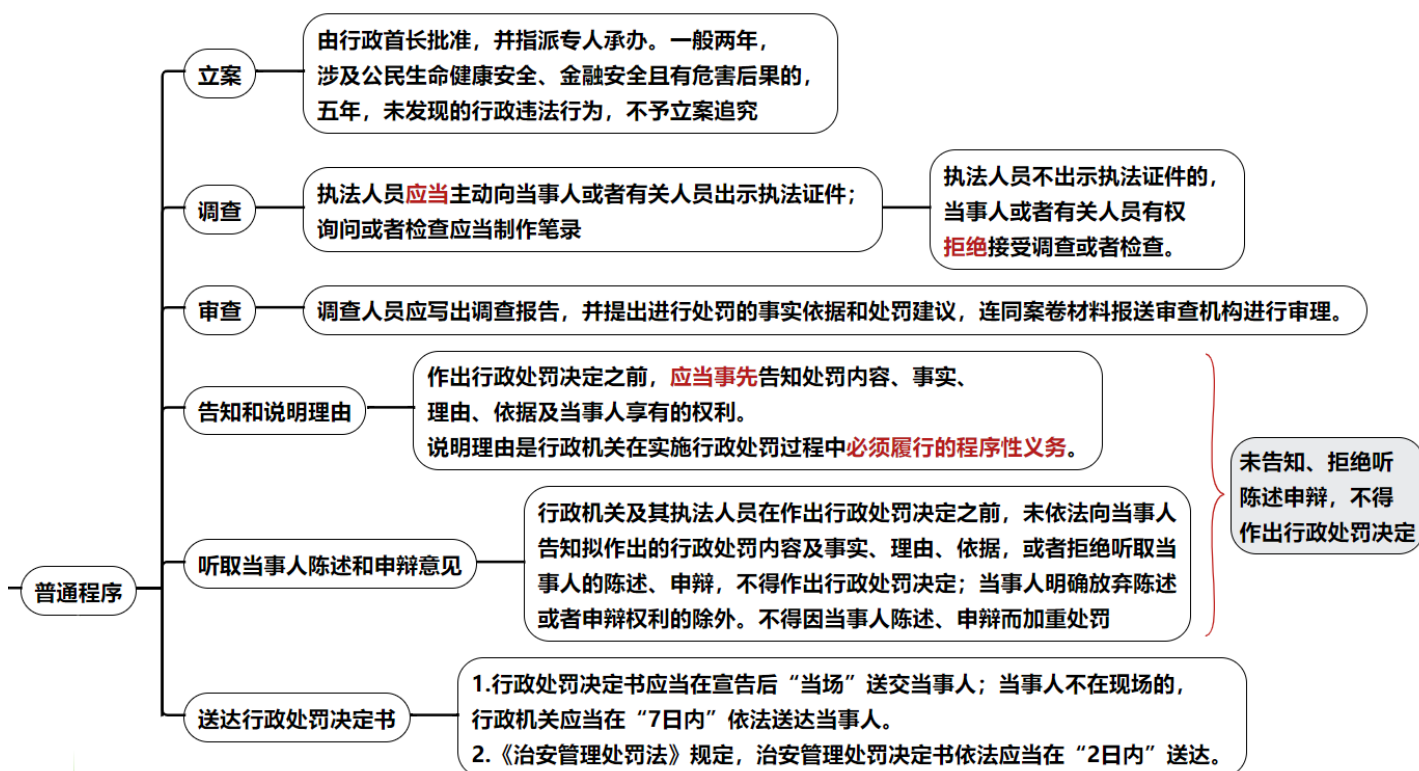 普通程序
立案
由行政首长批准，并指派专人承办。一般两年，
涉及公民生命健康安全、金融安全且有危害后果的，
五年，未发现的行政违法行为，不予立案追究
调查
执法人员应当主动向当事人或者有关人员出示执法证件；
询问或者检查应当制作笔录
执法人员不出示执法证件的，
当事人或者有关人员有权
拒绝接受调查或者检查。
审查
调查人员应写出调查报告，并提出进行处罚的事实依据和处罚建议，连同案卷材料报送审查机构进行审理。
告知和说明理由
作出行政处罚决定之前，应当事先告知处罚内容、事实、
理由、依据及当事人享有的权利。
说明理由是行政机关在实施行政处罚过程中必须履行的程序性义务。
听取当事人陈述和申辩意见
行政机关及其执法人员在作出行政处罚决定之前，未依法向当事人
告知拟作出的行政处罚内容及事实、理由、依据，或者拒绝听取当
事人的陈述、申辩，不得作出行政处罚决定；当事人明确放弃陈述
或者申辩权利的除外。不得因当事人陈述、申辩而加重处罚
未告知、拒绝听
陈述申辩，不得
作出行政处罚决定
送达行政处罚决定书
1.行政处罚决定书应当在宣告后“当场”送交当事人；当事人不在现场的，
行政机关应当在“7日内”依法送达当事人。
2.《治安管理处罚法》规定，治安管理处罚决定书依法应当在“2日内”送达。